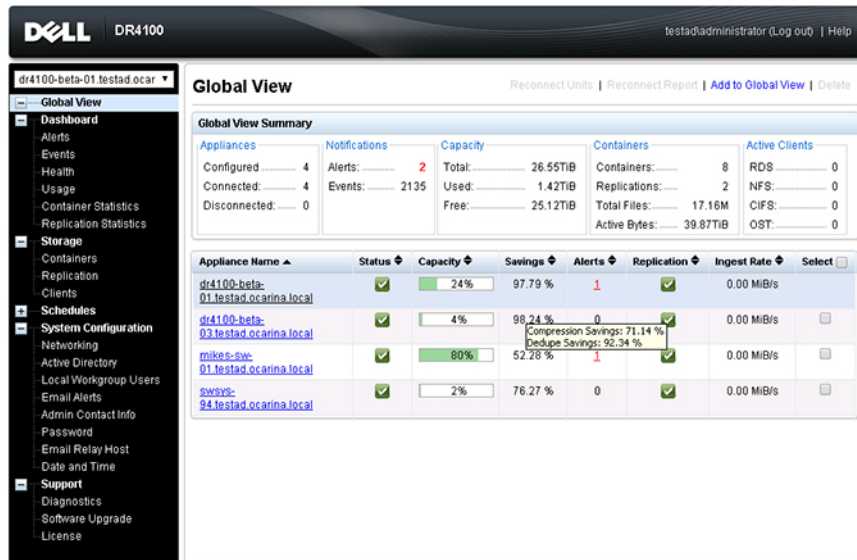 DELL DR4100
testad\administrator (Log out) | Help
dr4100-beta-01.testad.ocar
Global View
Dashboard
Alerts
Events
Health
Usage
Container Statistics
Replication Statistics
Storage
Containers
Replication
Clients
Schedules
System Configuration
Networking
Active Directory
Local Workgroup Users
Email Alerts
Admin Contact Info
Password
Email Relay Host
Date and Time
Support
Diagnostics
Software Upgrade
License
Global View
Reconnect Units | Reconnect Report | Add to Global View | Delete
Global View Summary
Appliances
Configured 4
Connected: 4
Disconnected: 0
Notifications
Alerts: 2
Events: 2135
Capacity
Total: 26.55TiB
Used: 1.42TiB
Free: 25.12TiB
Containers
Containers: 8
Replications: 2
Total Files: 17.16M
Active Bytes: 39.87TiB
Active Clients
RDS 0
NFS: 0
CIFS: 0
OST: 0
Appliance Name Status Capacity Savings Alerts Replication Ingest Rate Select
dr4100-beta-
01.testad.ocarina.local 24% 97.79 % 1 0.00 MiB/s
dr4100-beta-
03.testad.ocarina.local 4% 98.24 % 0 0.00 MiB/s
Compression Savings: 71.14 %
Dedupe Savings: 92.34 %
mikes-sw-
01.testad.ocarina.local 80% 52.28 % 1 0.00 MiB/s
swsys-
94.testad.ocarina.local 2% 76.27 % 0 0.00 MiB/s